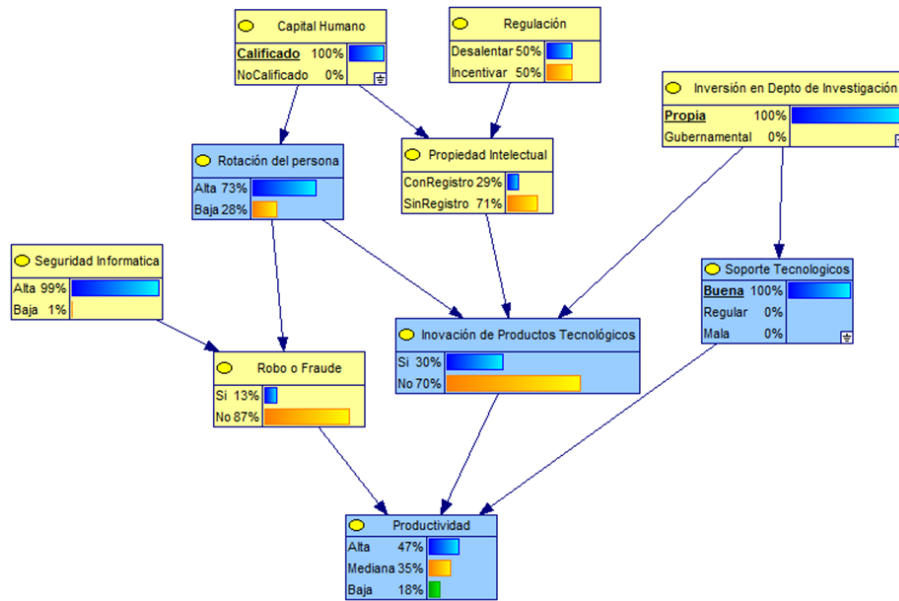 Capital Humano
Calificado 100%
NoCalificado 0%
Regulación
Desalentar 50%
Incentivar 50%
Inversión en Depto de Investigación
Propia 100%
Gubernamental 0%
Rotación del persona
Alta 73%
Baja 28%
Propiedad Intelectual
ConRegistro 29%
SinRegistro 71%
Seguridad Informatica
Alta 99%
Baja 1%
Soporte Tecnologicos
Buena 100%
Regular 0%
Mala 0%
Inovación de Productos Tecnológicos
Si 30%
No 70%
Robo o Fraude
Si 13%
No 87%
Productividad
Alta 47%
Mediana 35%
Baja 18%